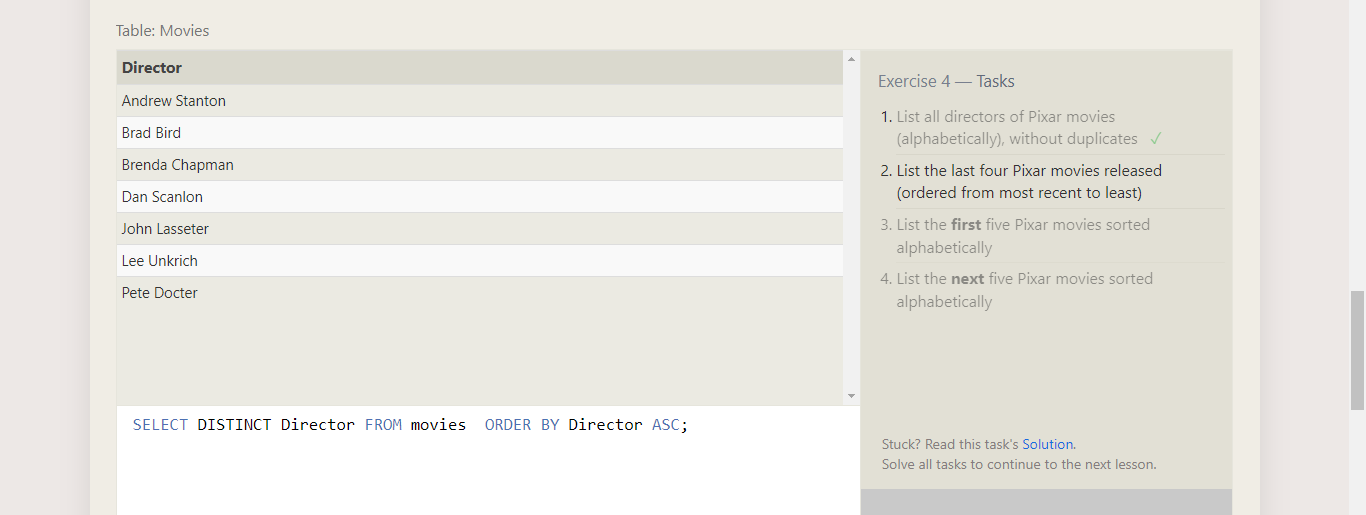 Table: Movies
Director
Andrew Stanton
Brad Bird
Brenda Chapman
Dan Scanlon
John Lasseter
Lee Unkrich
Pete Docter
SELECT DISTINCT Director FROM movies  ORDER BY Director ASC;
Exercise 4 — Tasks
1. List all directors of Pixar movies
(alphabetically), without duplicates ✓
2. List the last four Pixar movies released
(ordered from most recent to least)
3. List the first five Pixar movies sorted
alphabetically
4. List the next five Pixar movies sorted
alphabetically
Stuck? Read this task's Solution.
Solve all tasks to continue to the next lesson.